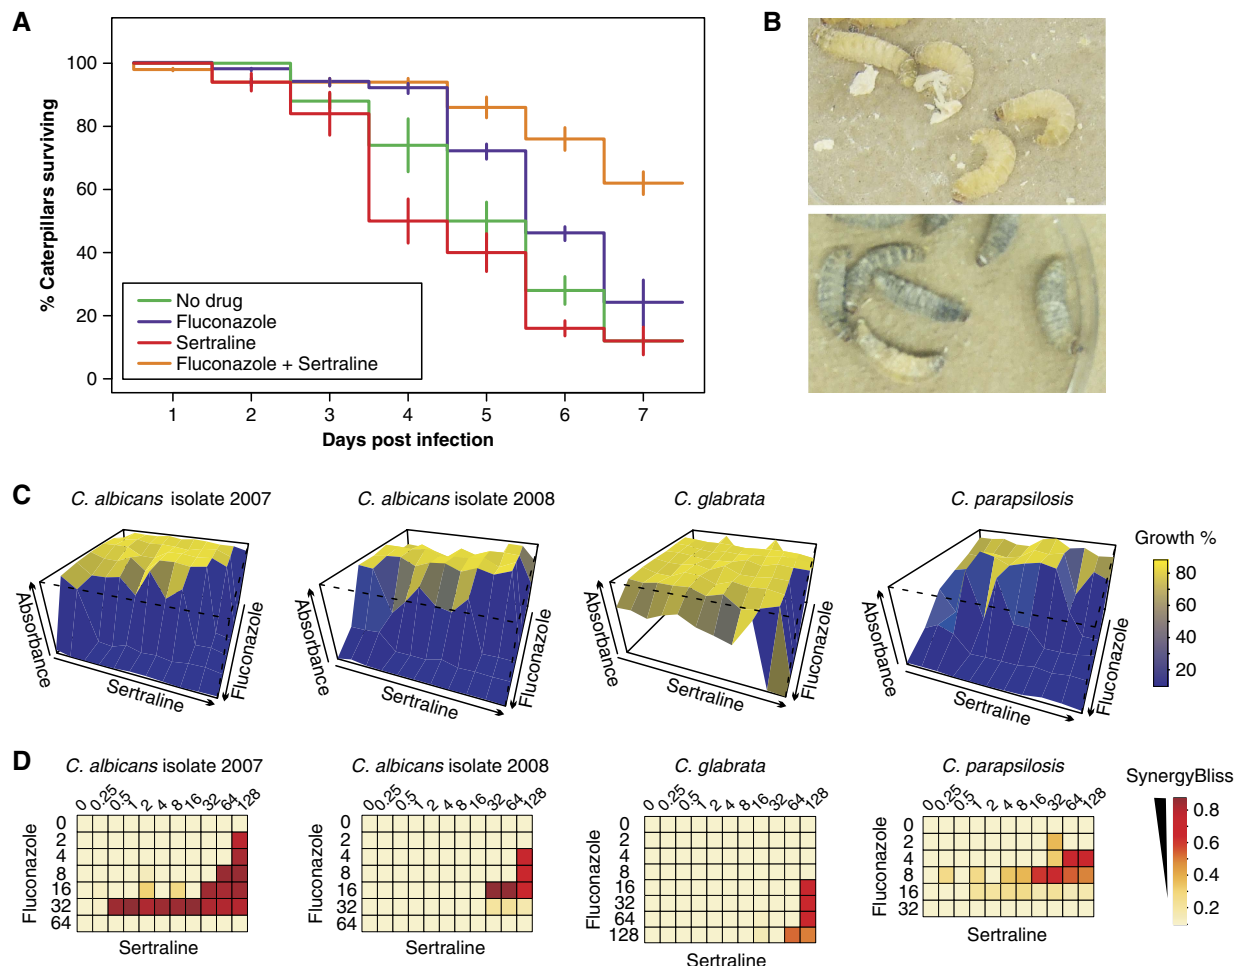 A
B
% Caterpillars surviving
100
80
60
40
20
0
No drug
Fluconazole
Sertraline
Fluconazole + Sertraline
1 2 3 4 5 6 7
Days post infection
C
C. albicans isolate 2007
C. albicans isolate 2008
C. glabrata
C. parapsilosis
Absorbance
Sertraline
Fluconazole
Absorbance
Sertraline
Fluconazole
Absorbance
Sertraline
Fluconazole
Absorbance
Sertraline
Fluconazole
Growth %
80
60
40
20
D
C. albicans isolate 2007
0 0.25 0.5 1 2 4 8 16 32 64 128
Fluconazole
0
2
4
8
16
32
64
Sertraline
C. albicans isolate 2008
0 0.25 0.5 1 2 4 8 16 32 64 128
Fluconazole
0
2
4
8
16
32
64
Sertraline
C. glabrata
0 0.25 0.5 1 2 4 8 16 32 64 128
Fluconazole
0
2
4
8
16
32
64
128
Sertraline
C. parapsilosis
0 0.25 0.5 1 2 4 8 16 32 64 128
Fluconazole
0
2
4
8
16
32
Sertraline
SynergyBliss
0.8
0.6
0.4
0.2